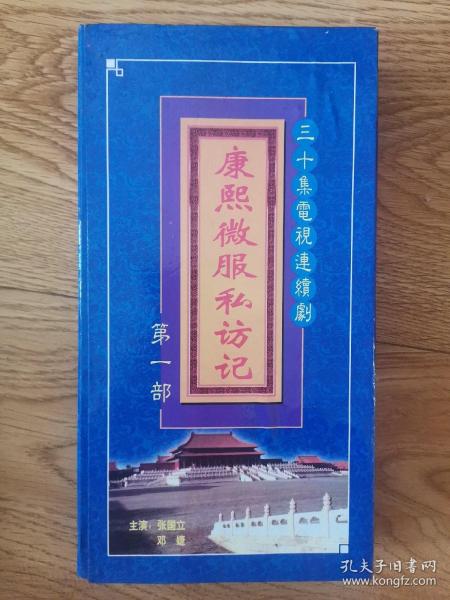 三十集電視連續劇
康熙微服私访记
第一部
主演：张国立
邓婕
孔夫子旧书网
www.kongfz.com